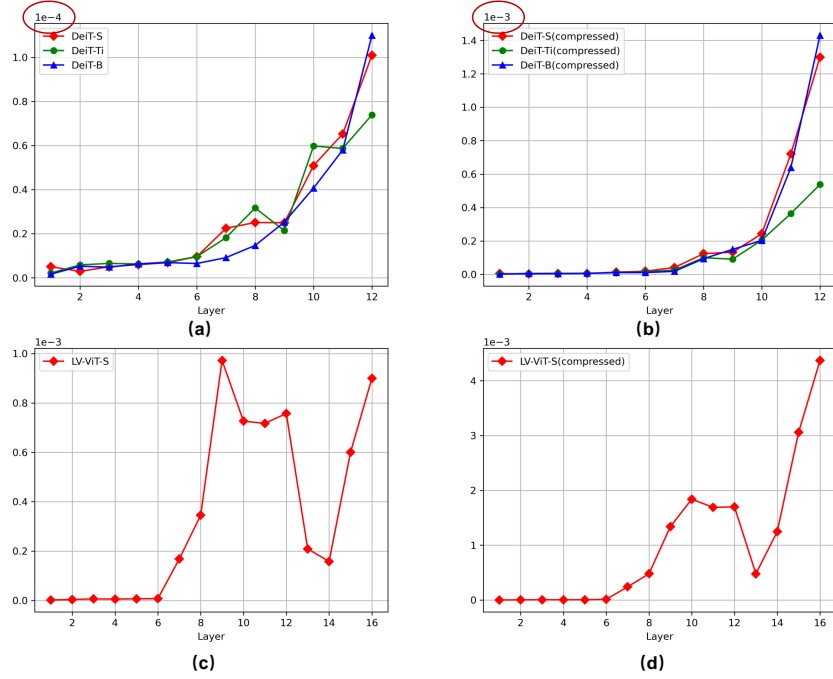 1e−4
DeiT-S
DeiT-Ti
DeiT-B
1.0
0.8
0.6
0.4
0.2
0.0
2
4
6
8
10
12
Layer
(a)
1e−3
DeiT-S(compressed)
DeiT-Ti(compressed)
DeiT-B(compressed)
1.4
1.2
1.0
0.8
0.6
0.4
0.2
0.0
2
4
6
8
10
12
Layer
(b)
1e−3
LV-ViT-S
1.0
0.8
0.6
0.4
0.2
0.0
2
4
6
8
10
12
14
16
Layer
(c)
1e−3
LV-ViT-S(compressed)
4
3
2
1
0
2
4
6
8
10
12
14
16
Layer
(d)